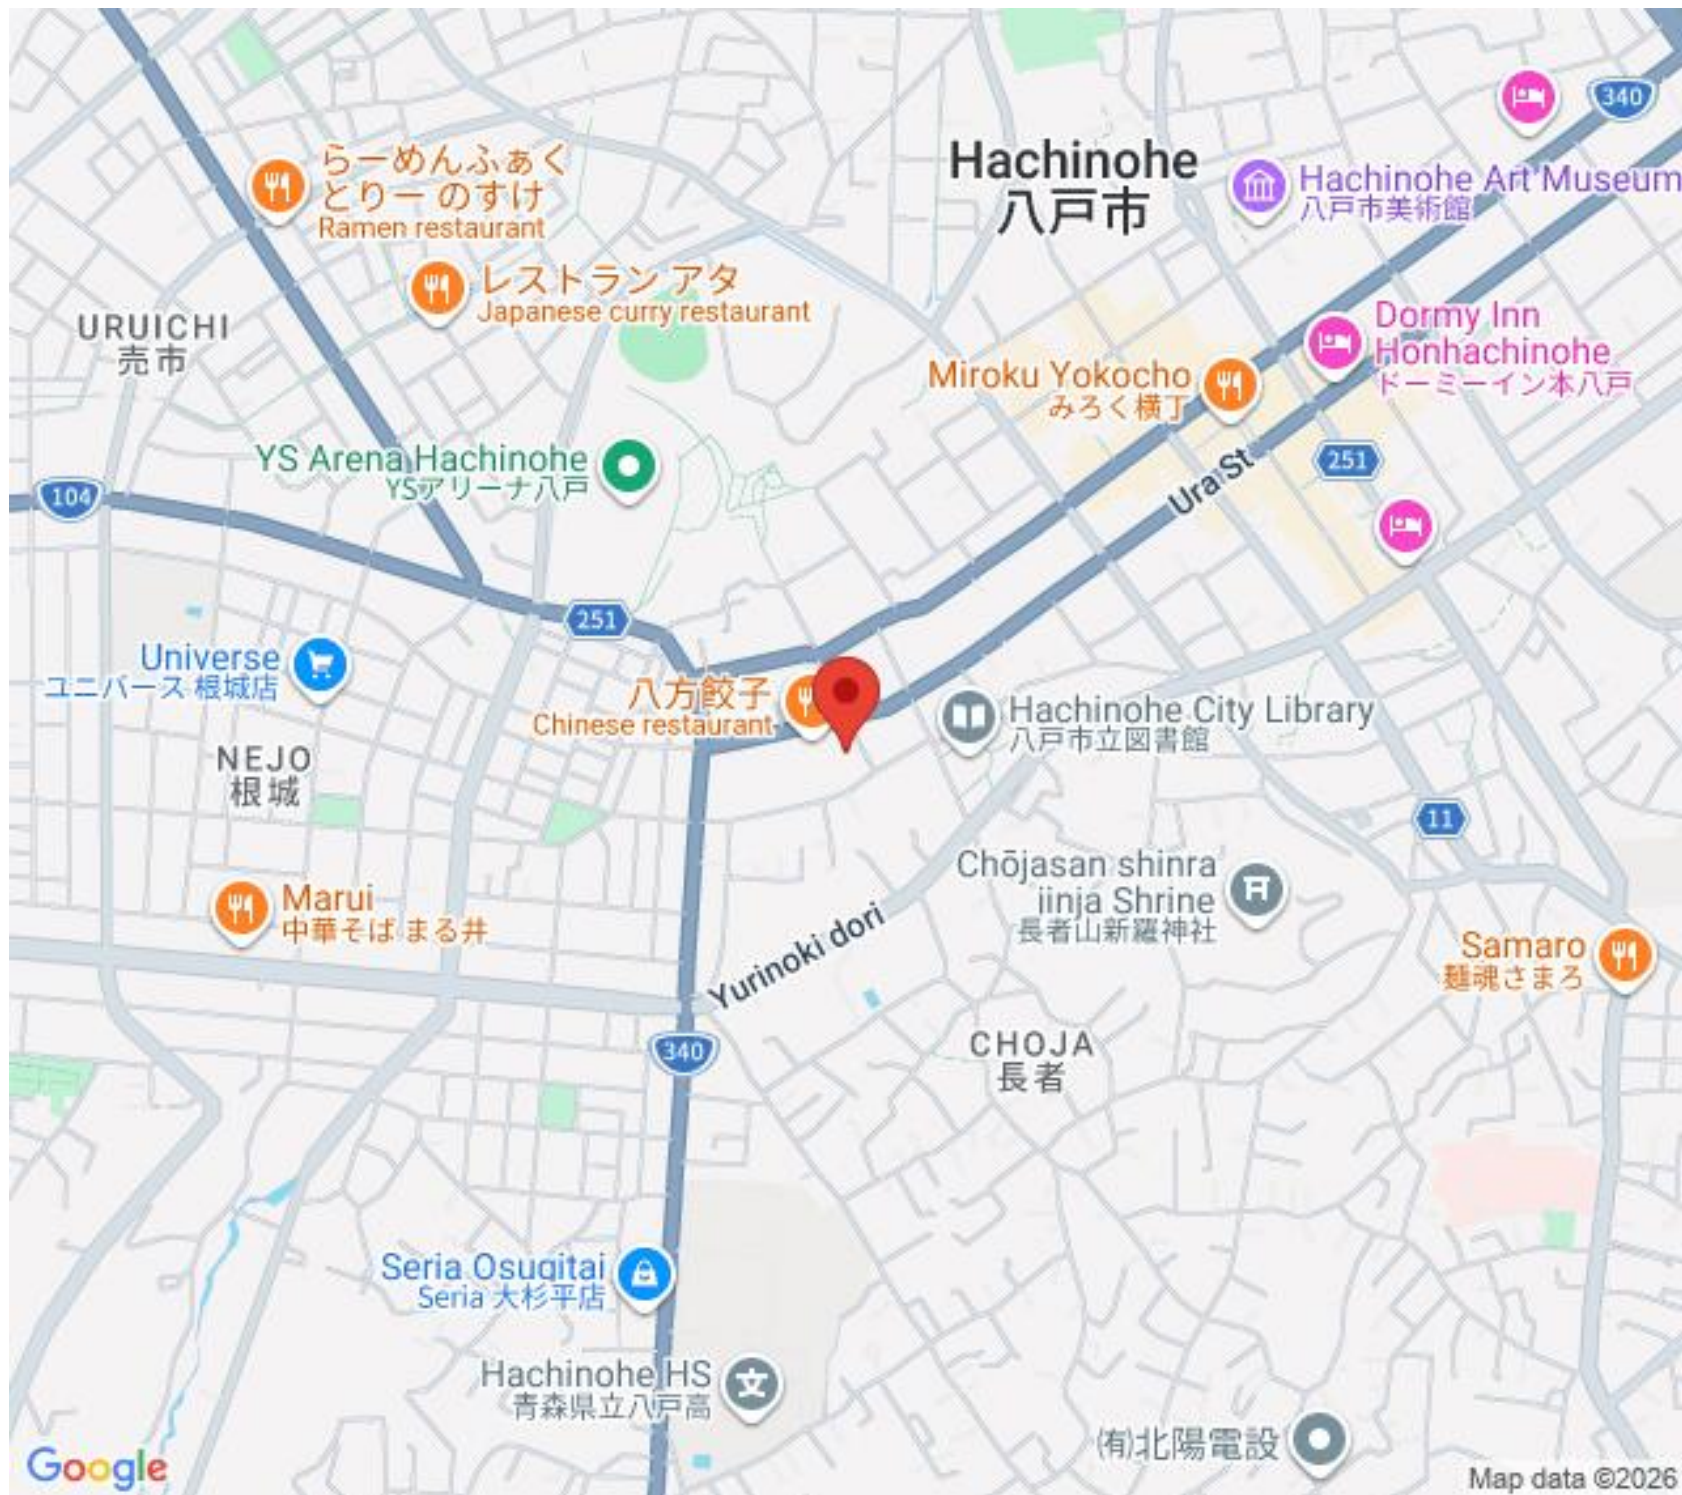 340
Hachinohe
八戸市
Hachinohe Art Museum
八戸市美術館
らーめんふぁく
とりー のすけ
Ramen restaurant
レストラン アタ
Japanese curry restaurant
URUICHI
売市
Dormy Inn
Honhachinohe
ドーミーイン本八戸
Miroku Yokocho
みろく横丁
YS Arena Hachinohe
YSアリーナ八戸
251
Ura St
104
251
Universe
ユニバース 根城店
八方餃子
Chinese restaurant
Hachinohe City Library
八戸市立図書館
NEJO
根城
11
Chōjasan shinra
jinja Shrine
長者山新羅神社
Marui
中華そば まる井
Yurinoki dori
Samaro
麺魂さまろ
340
CHOJA
長者
Seria Osugitai
Seria 大杉平店
Hachinohe HS
青森県立八戸高
文
㈲北陽電設
Google
Map data ©2026